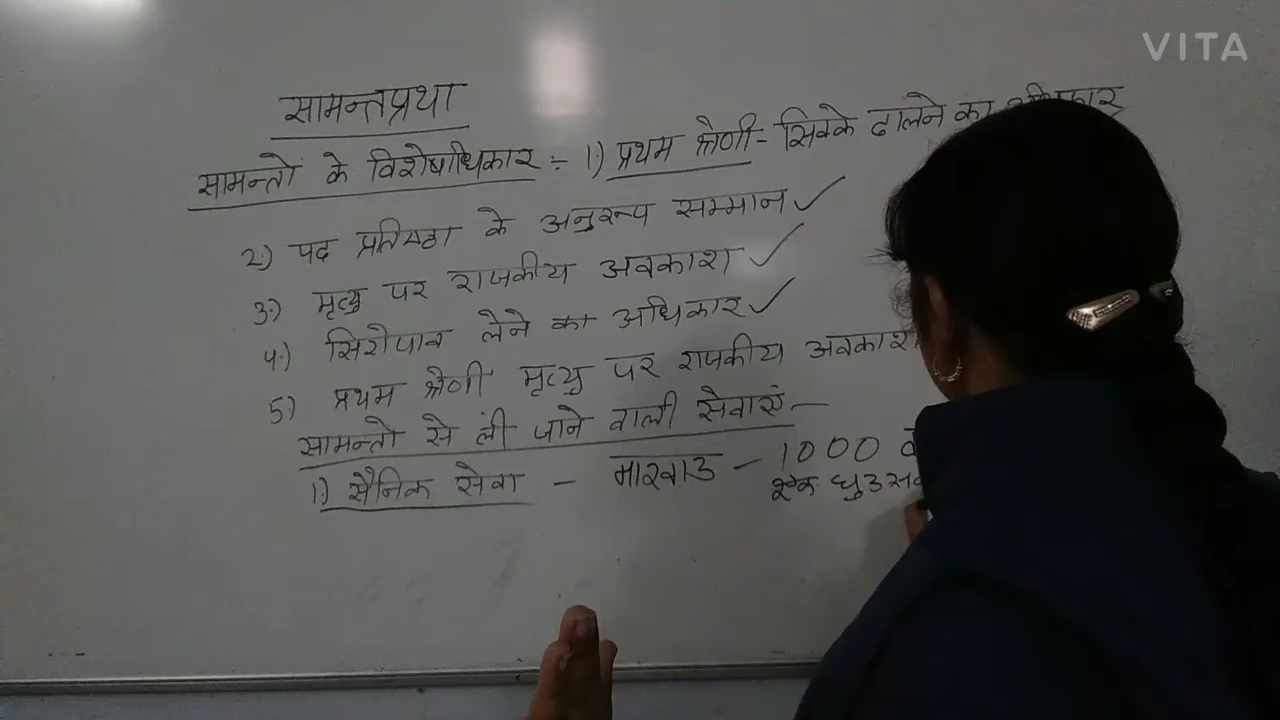 VITA
सामन्तप्रथा
सामन्तों के विशेषाधिकार :- 1) प्रथम श्रेणी - सिक्के ढालने का
2) पद प्रतिष्ठा के अनुरूप सम्मान ✓
3) मृत्यु पर राजकीय अवकाश ✓
4) सिरोपाव लेने का अधिकार ✓
5) प्रथम श्रेणी मृत्यु पर राजकीय अवकाश
सामन्तो से ली जाने वाली सेवाएं -
1) सैनिक सेवा - मारवाड - 1000
एक